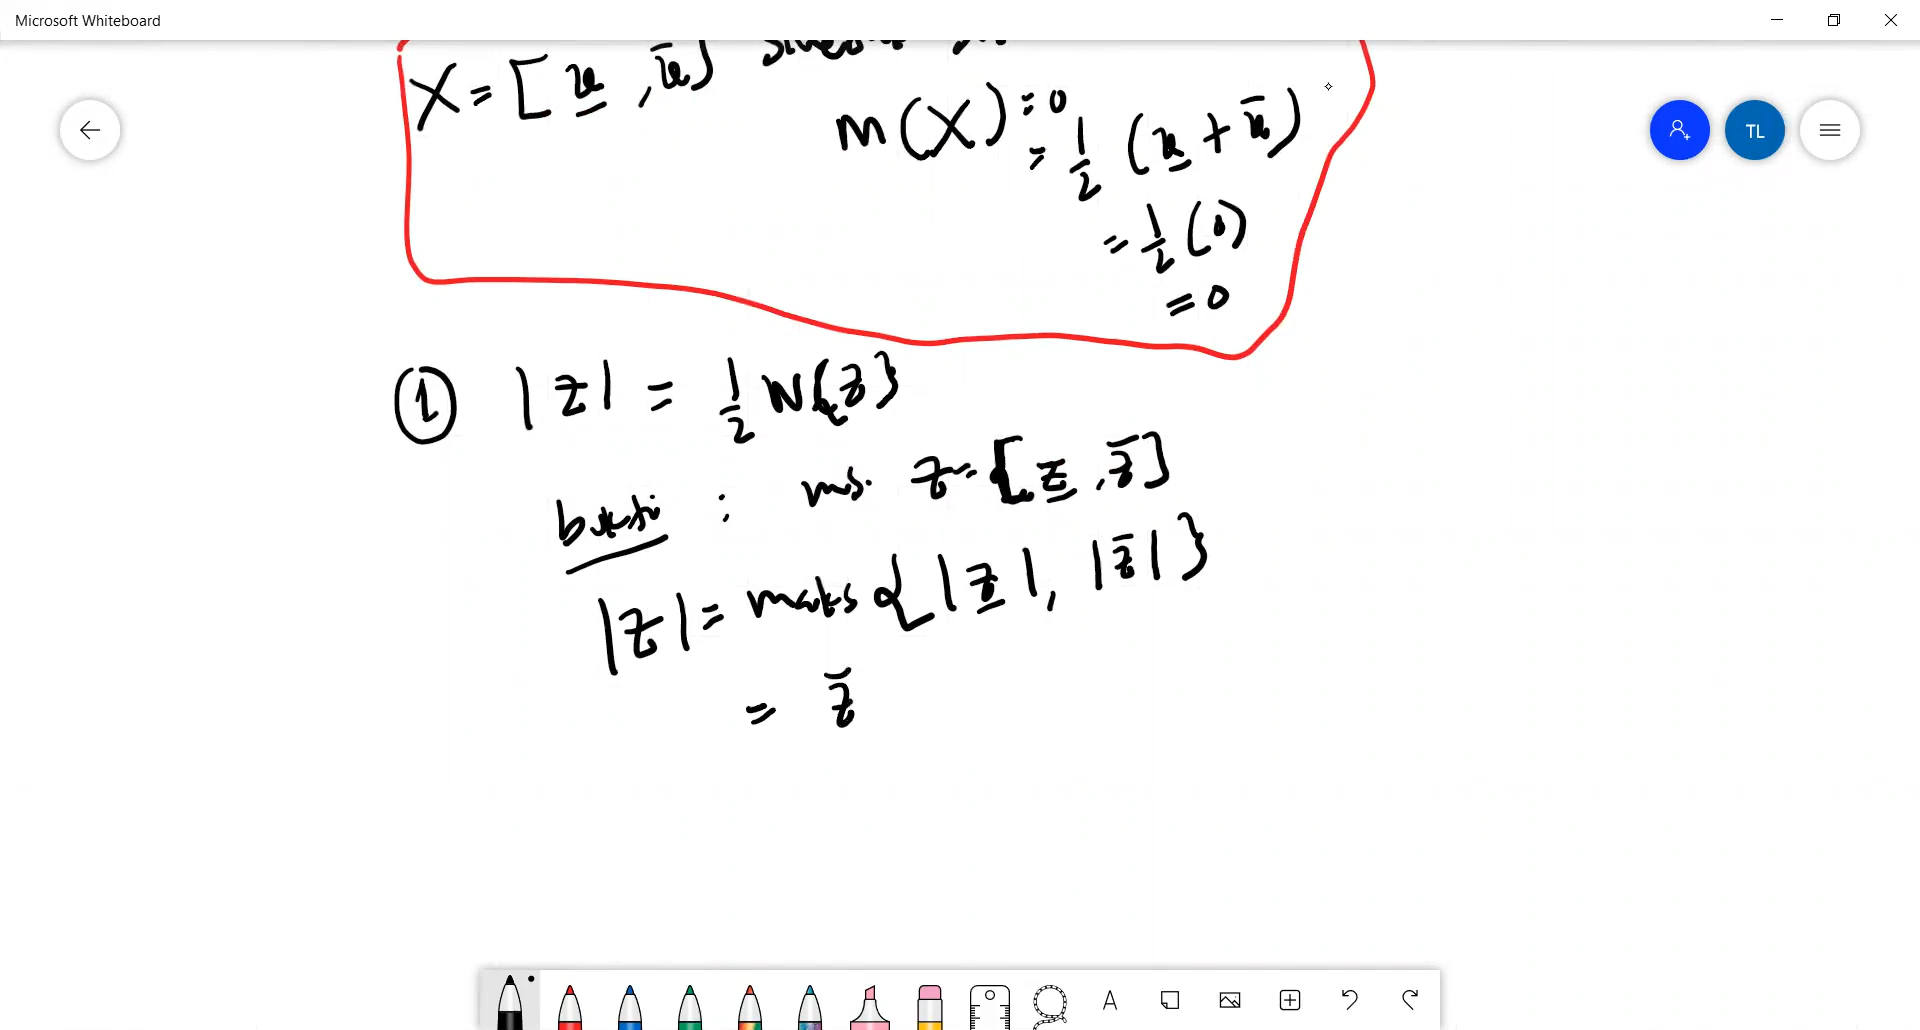 Microsoft Whiteboard
X = [x̲, x̄]
m(X) = 0
= 1/2 (x̲ + x̄)
= 1/2 (0)
= 0
TL
① |Z| = 1/2 W{Z}
bukti : mis. Z = [z̲, z̄]
|Z| = maks {|z̲|, |z̄|}
= z̄